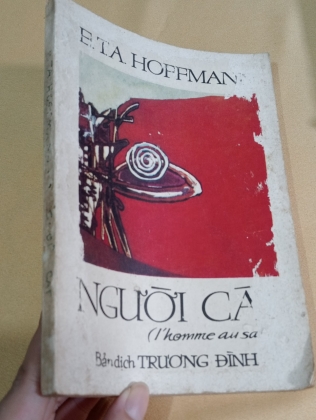 E.T.A. HOFFMAN
NGƯỜI CÁ
(l'homme au sa
Bản dịch TRƯƠNG ĐÌNH